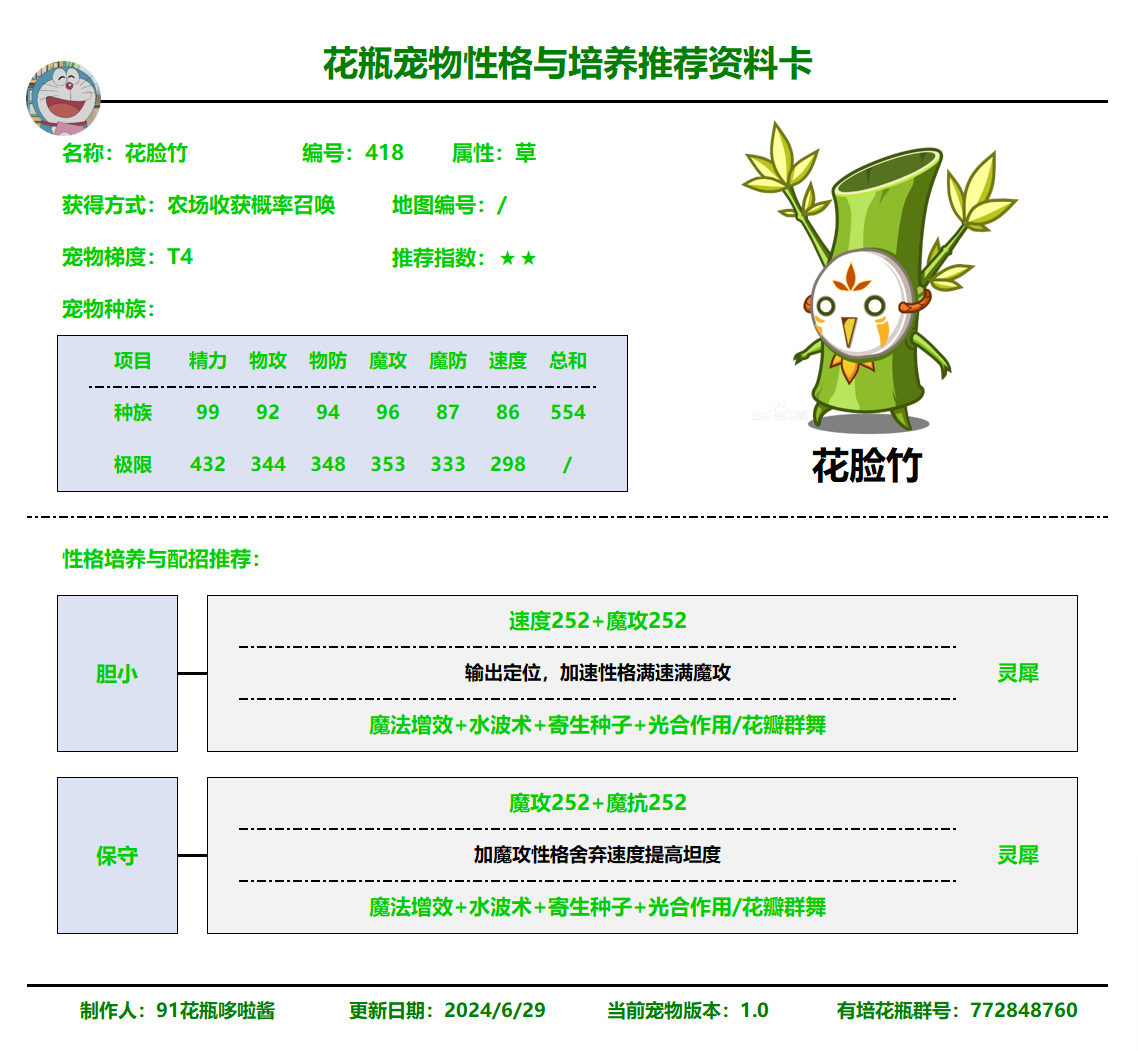 花瓶宠物性格与培养推荐资料卡
名称：花脸竹 编号：418 属性：草
获得方式：农场收获概率召唤 地图编号：/
宠物梯度：T4 推荐指数：★★
宠物种族：
项目 精力 物攻 物防 魔攻 魔防 速度 总和
种族 99 92 94 96 87 86 554
极限 432 344 348 353 333 298 /
花脸竹
性格培养与配招推荐：
胆小
速度252+魔攻252
输出定位，加速性格满速满魔攻
魔法增效+水波术+寄生种子+光合作用/花瓣群舞
灵犀
保守
魔攻252+魔抗252
加魔攻性格舍弃速度提高坦度
魔法增效+水波术+寄生种子+光合作用/花瓣群舞
灵犀
制作人：91花瓶哆啦酱 更新日期：2024/6/29 当前宠物版本：1.0 有培花瓶群号：772848760